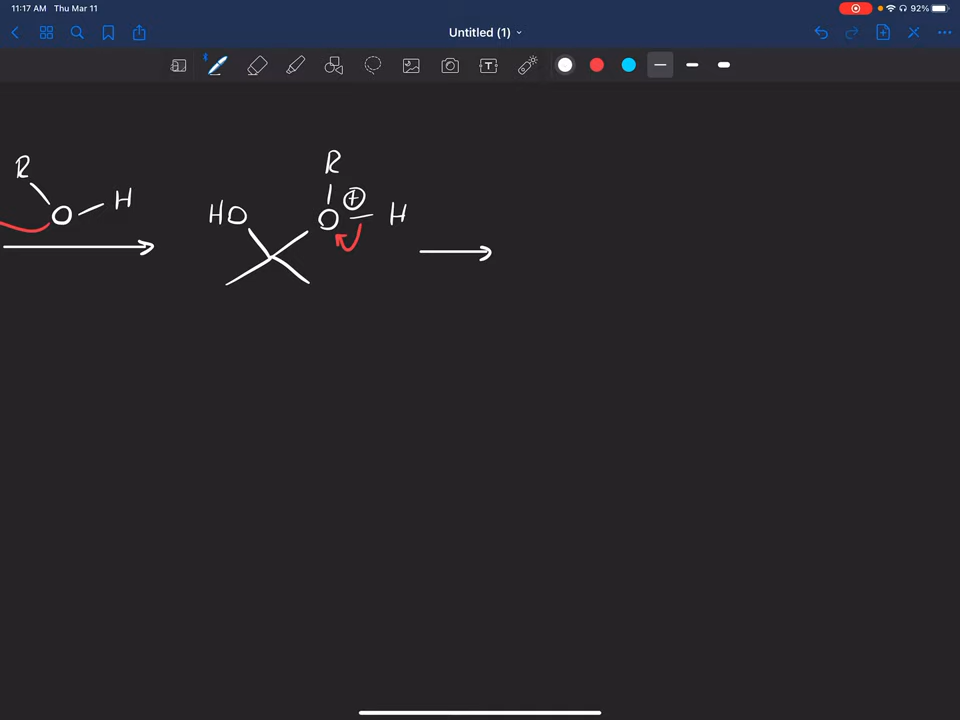 11:17 AM Thu Mar 11
92%
Untitled (1)
T
R
R
H
HO
O
⊕
H
O